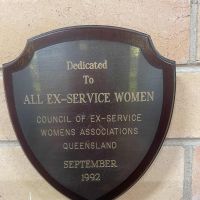 Dedicated
To
ALL EX-SERVICE WOMEN
COUNCIL OF EX-SERVICE
WOMENS ASSOCIATIONS
QUEENSLAND
SEPTEMBER
1992